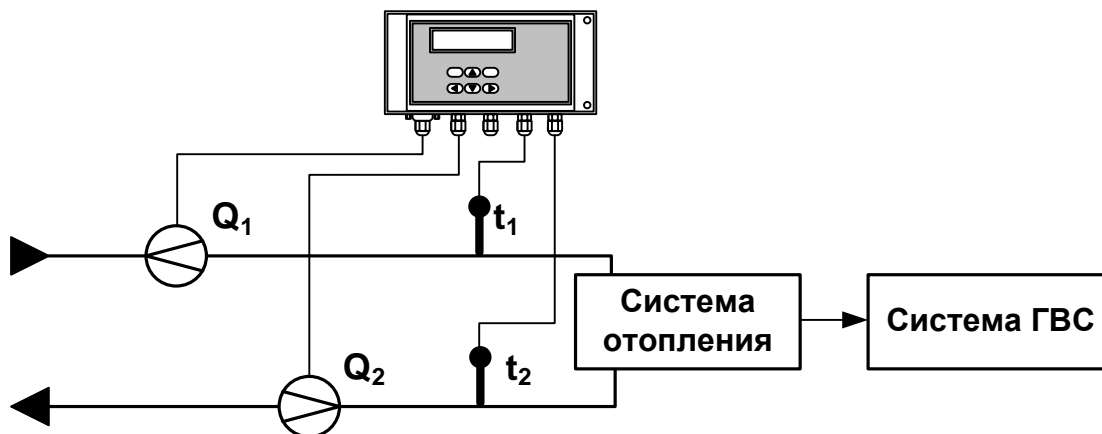 Q₁
t₁
Система
отопления
Система ГВС
Q₂
t₂